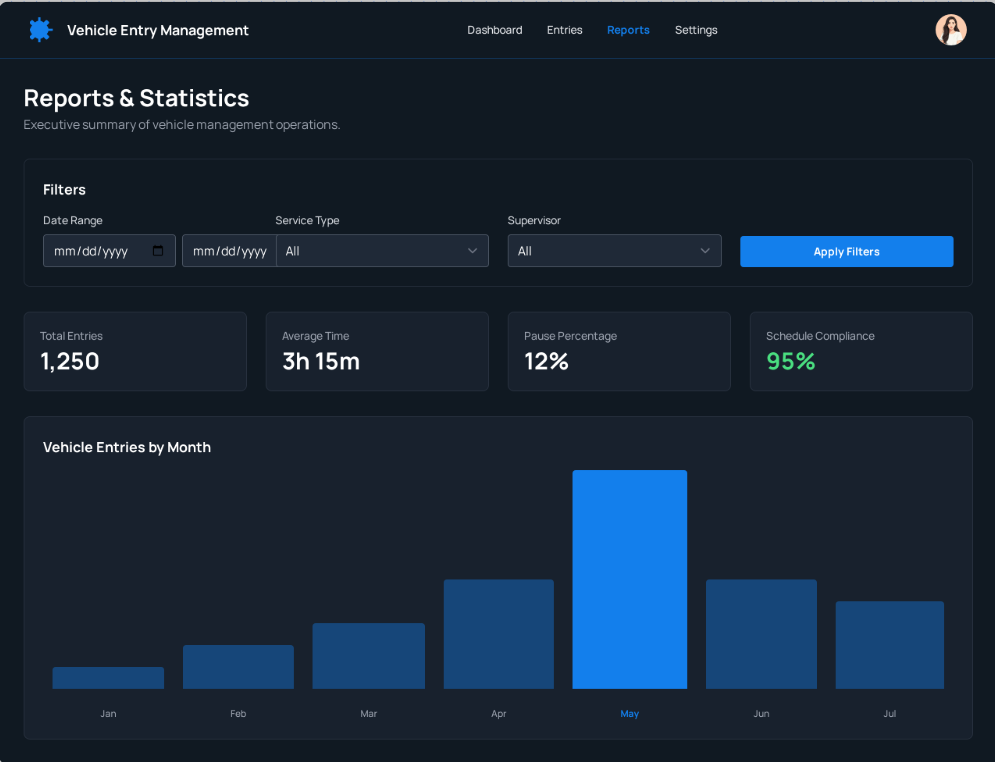 Vehicle Entry Management
Dashboard Entries Reports Settings
Reports & Statistics
Executive summary of vehicle management operations.
Filters
Date Range Service Type Supervisor
mm/dd/yyyy mm/dd/yyyy All All Apply Filters
Total Entries Average Time Pause Percentage Schedule Compliance
1,250 3h 15m 12% 95%
Vehicle Entries by Month
Jan Feb Mar Apr May Jun Jul